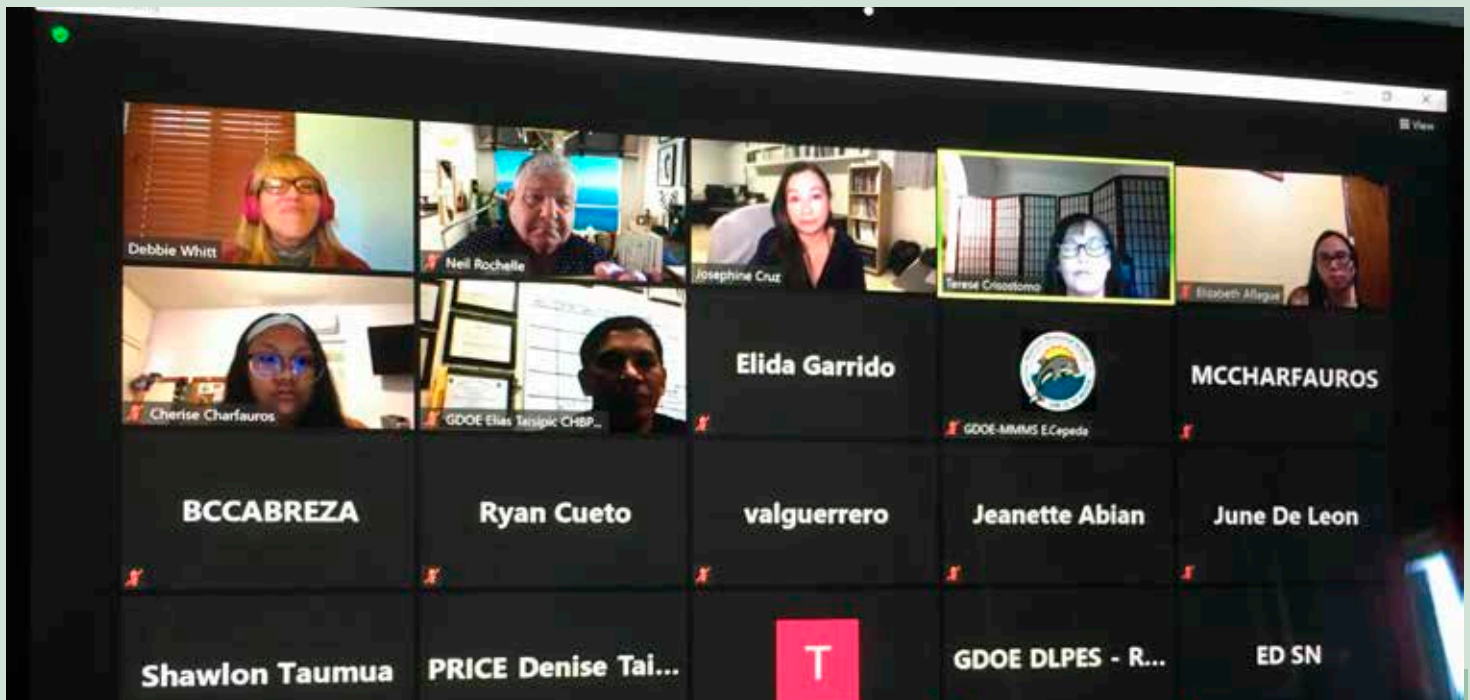 View
Debbie Whitt
Neil Rochelle
Josephine Cruz
Terese Crisostomo
Elizabeth Aflague
Cherise Charfauros
GDOE Elias Taisipic CHBP...
Elida Garrido
GDOE-MMMS E.Cepeda
MCCHARFAUROS
BCCABREZA
Ryan Cueto
valguerrero
Jeanette Abian
June De Leon
Shawlon Taumua
PRICE Denise Tai...
T
GDOE DLPES - R...
ED SN